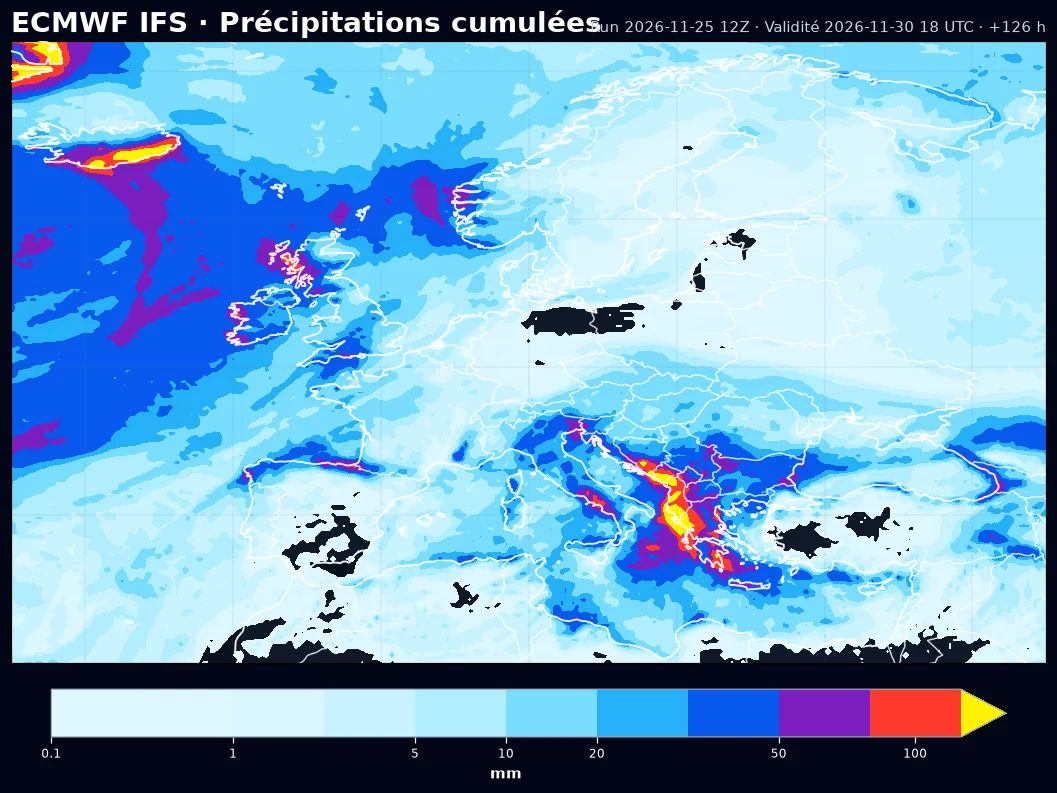 ECMWF IFS · Précipitations cumulées
Run 2026-11-25 12Z · Validité 2026-11-30 18 UTC · +126 h
0.1 1 5 10 20 50 100
mm